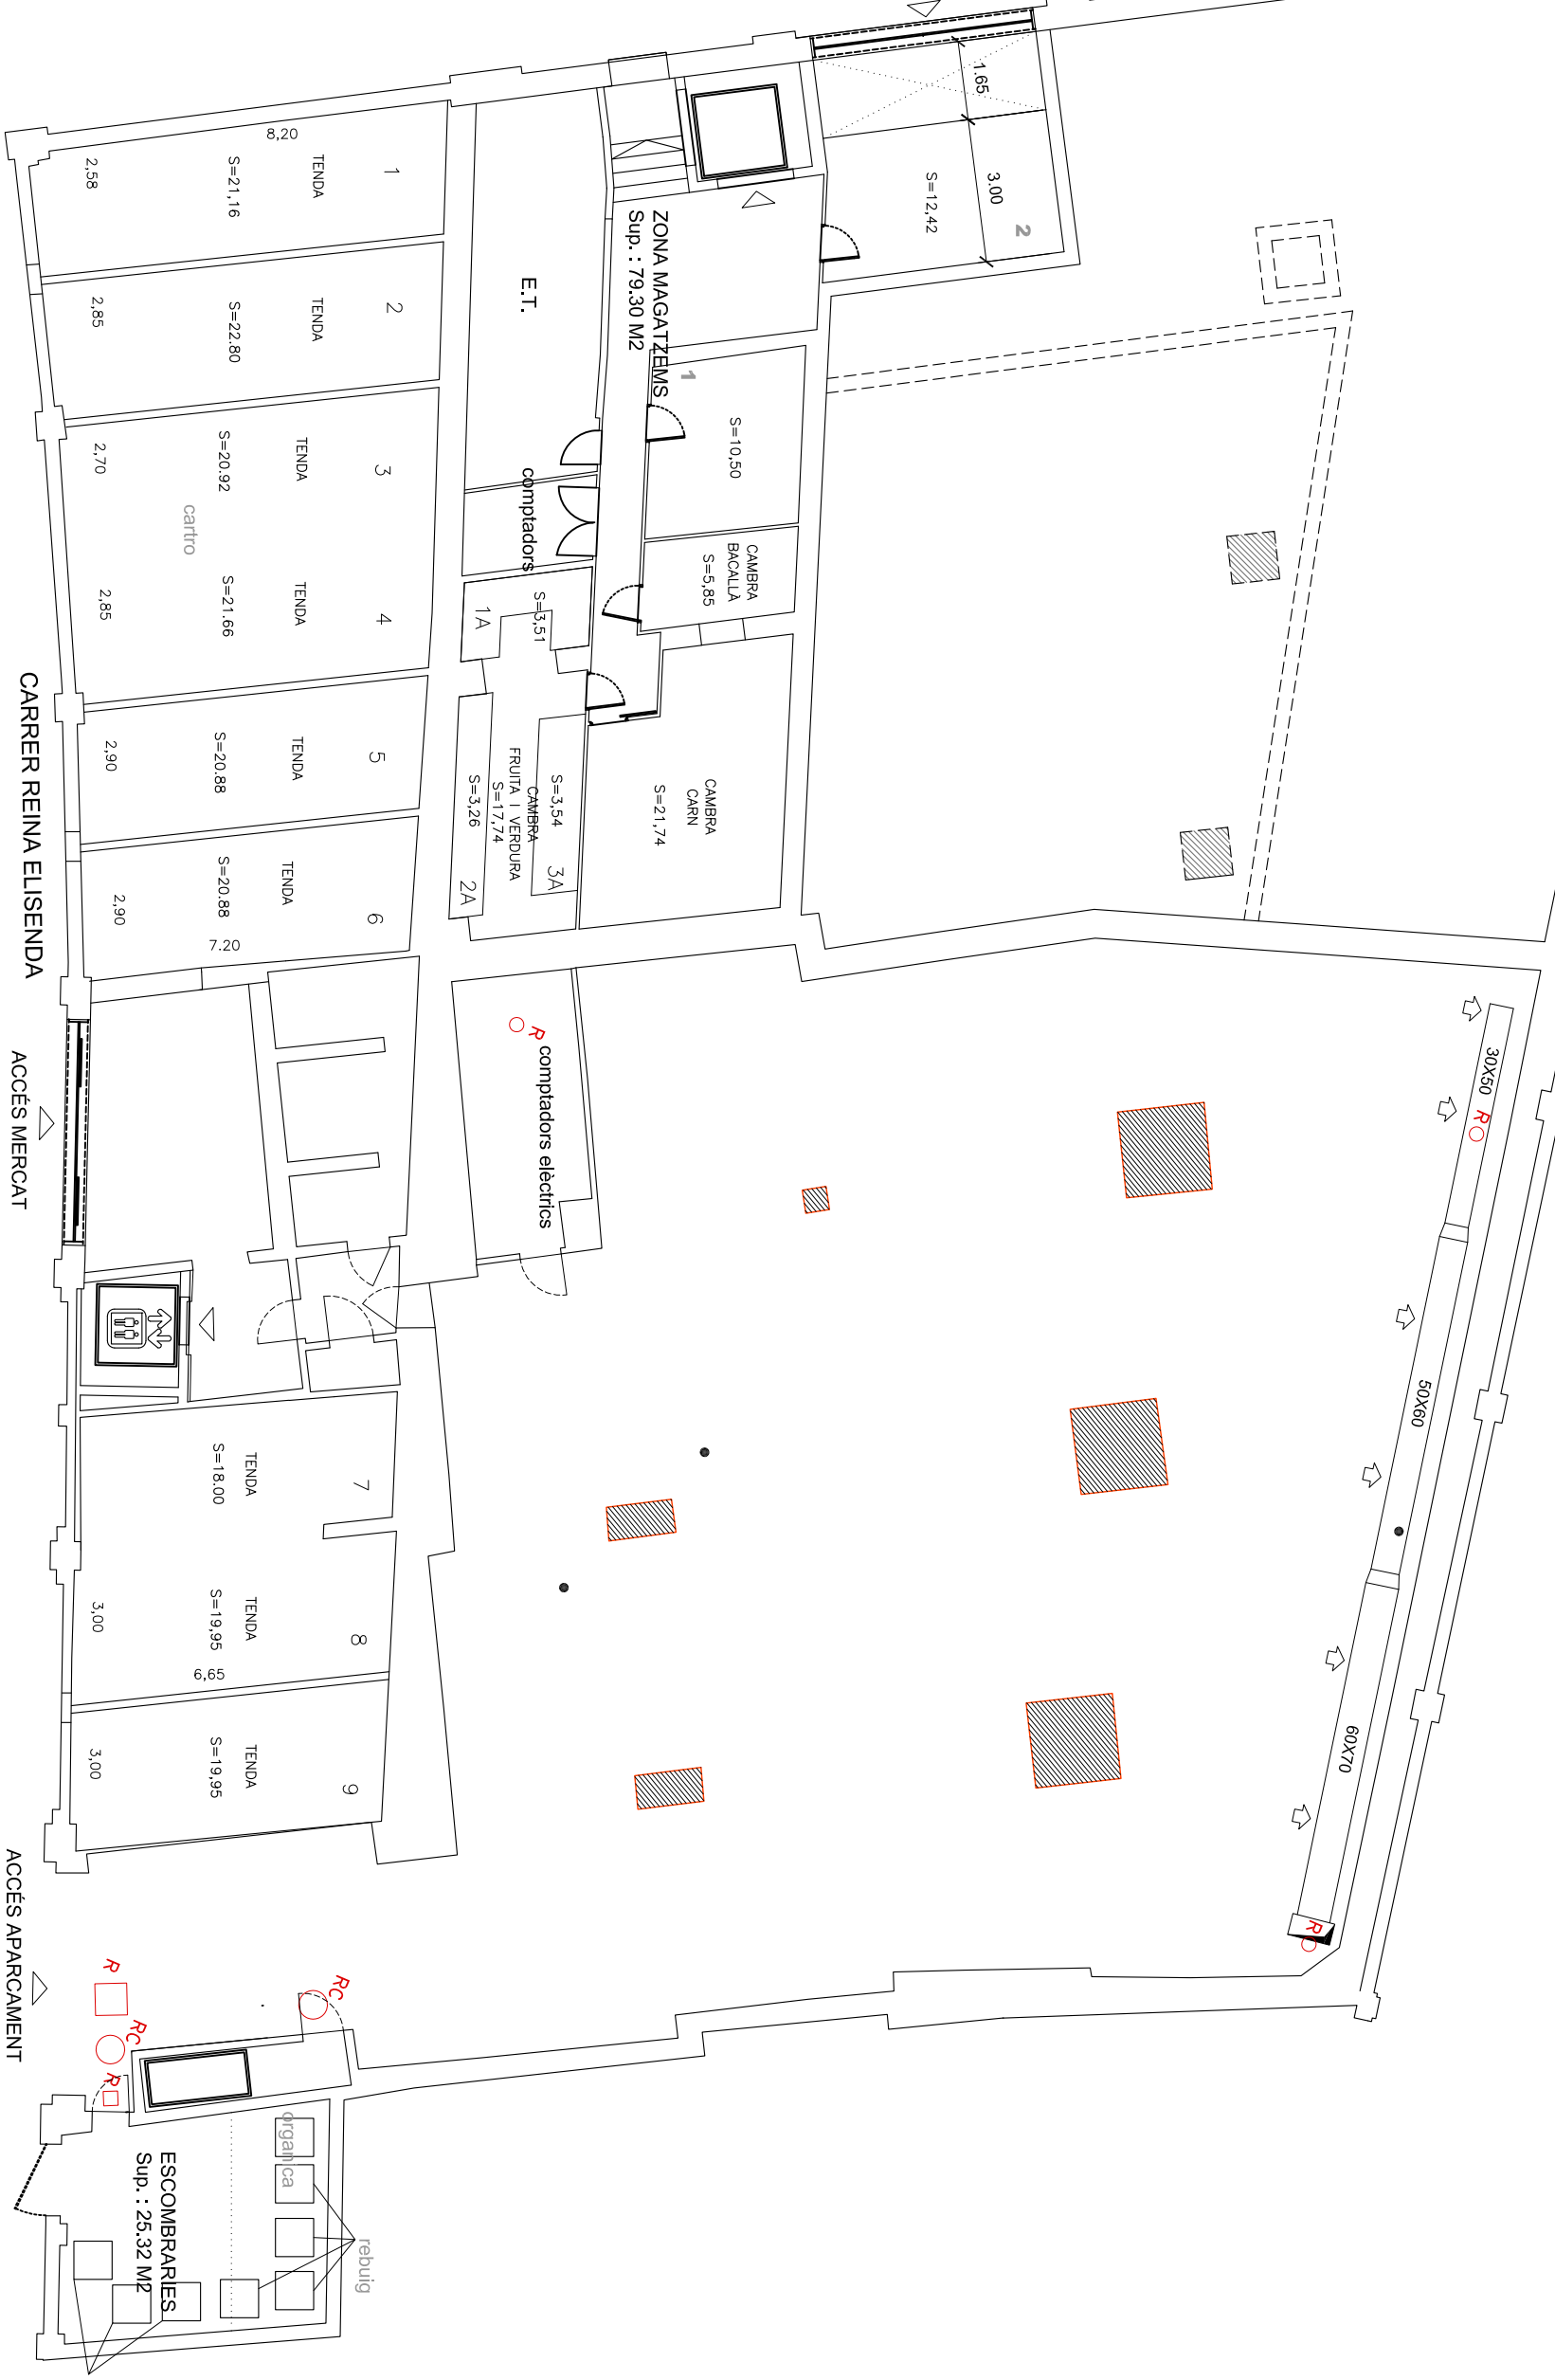 1.65
3.00
S=12,42
2
8,20
1
TENDA
S=21,16
2,58
2
TENDA
S=22.80
2,85
E.T.
ZONA MAGATZEMS
Sup. : 79.30 M2
1
S=10,50
3
TENDA
S=20.92
2,70
cartro
comptadors
CAMBRA
BACALLÀ
S=5,85
4
TENDA
S=21.66
2,85
S=3,51
1A
5
TENDA
S=20.88
2,90
S=3,54
3A
CAMBRA
FRUITA I VERDURA
S=17,74
S=3,26
2A
CAMBRA
CARN
S=21,74
6
TENDA
S=20.88
2,90
7.20
CARRER REINA ELISENDA
ACCÉS MERCAT
R
comptadors elèctrics
30X50
R
50X60
60X70
R
7
TENDA
S=18.00
8
TENDA
S=19,95
3,00
6,65
9
TENDA
S=19,95
3,00
ACCÉS APARCAMENT
R
RC
R
RC
organica
rebuig
ESCOMBRARIES
Sup. : 25.32 M2